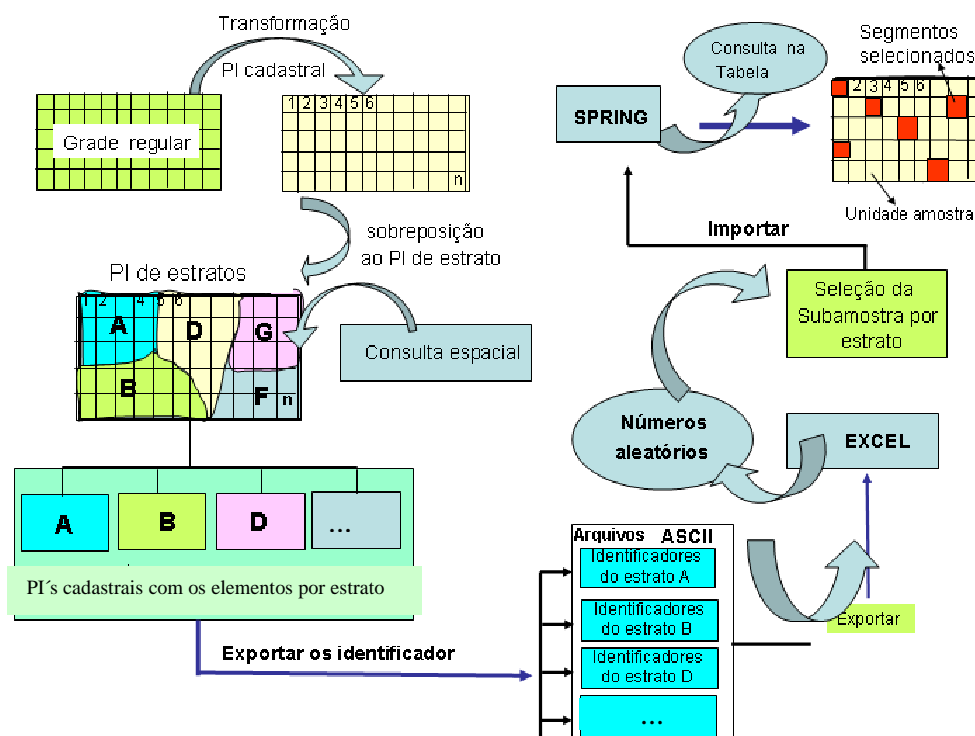 Transformação
PI cadastral
Grade regular
1 2 3 4 5 6
n
sobreposição
ao PI de estrato
PI de estratos
1 2 4 5 6
A
D
G
B
F
n
Consulta espacial
A
B
D
...
PI´s cadastrais com os elementos por estrato
Exportar os identificador
Arquivos ASCII
Identificadores
do estrato A
Identificadores
do estrato B
Identificadores
do estrato D
...
Exportar
EXCEL
Números
aleatórios
Seleção da
Subamostra por
estrato
Importar
SPRING
Consulta na
Tabela
Segmentos
selecionados
2 3 4 5 6
Unidade amostra